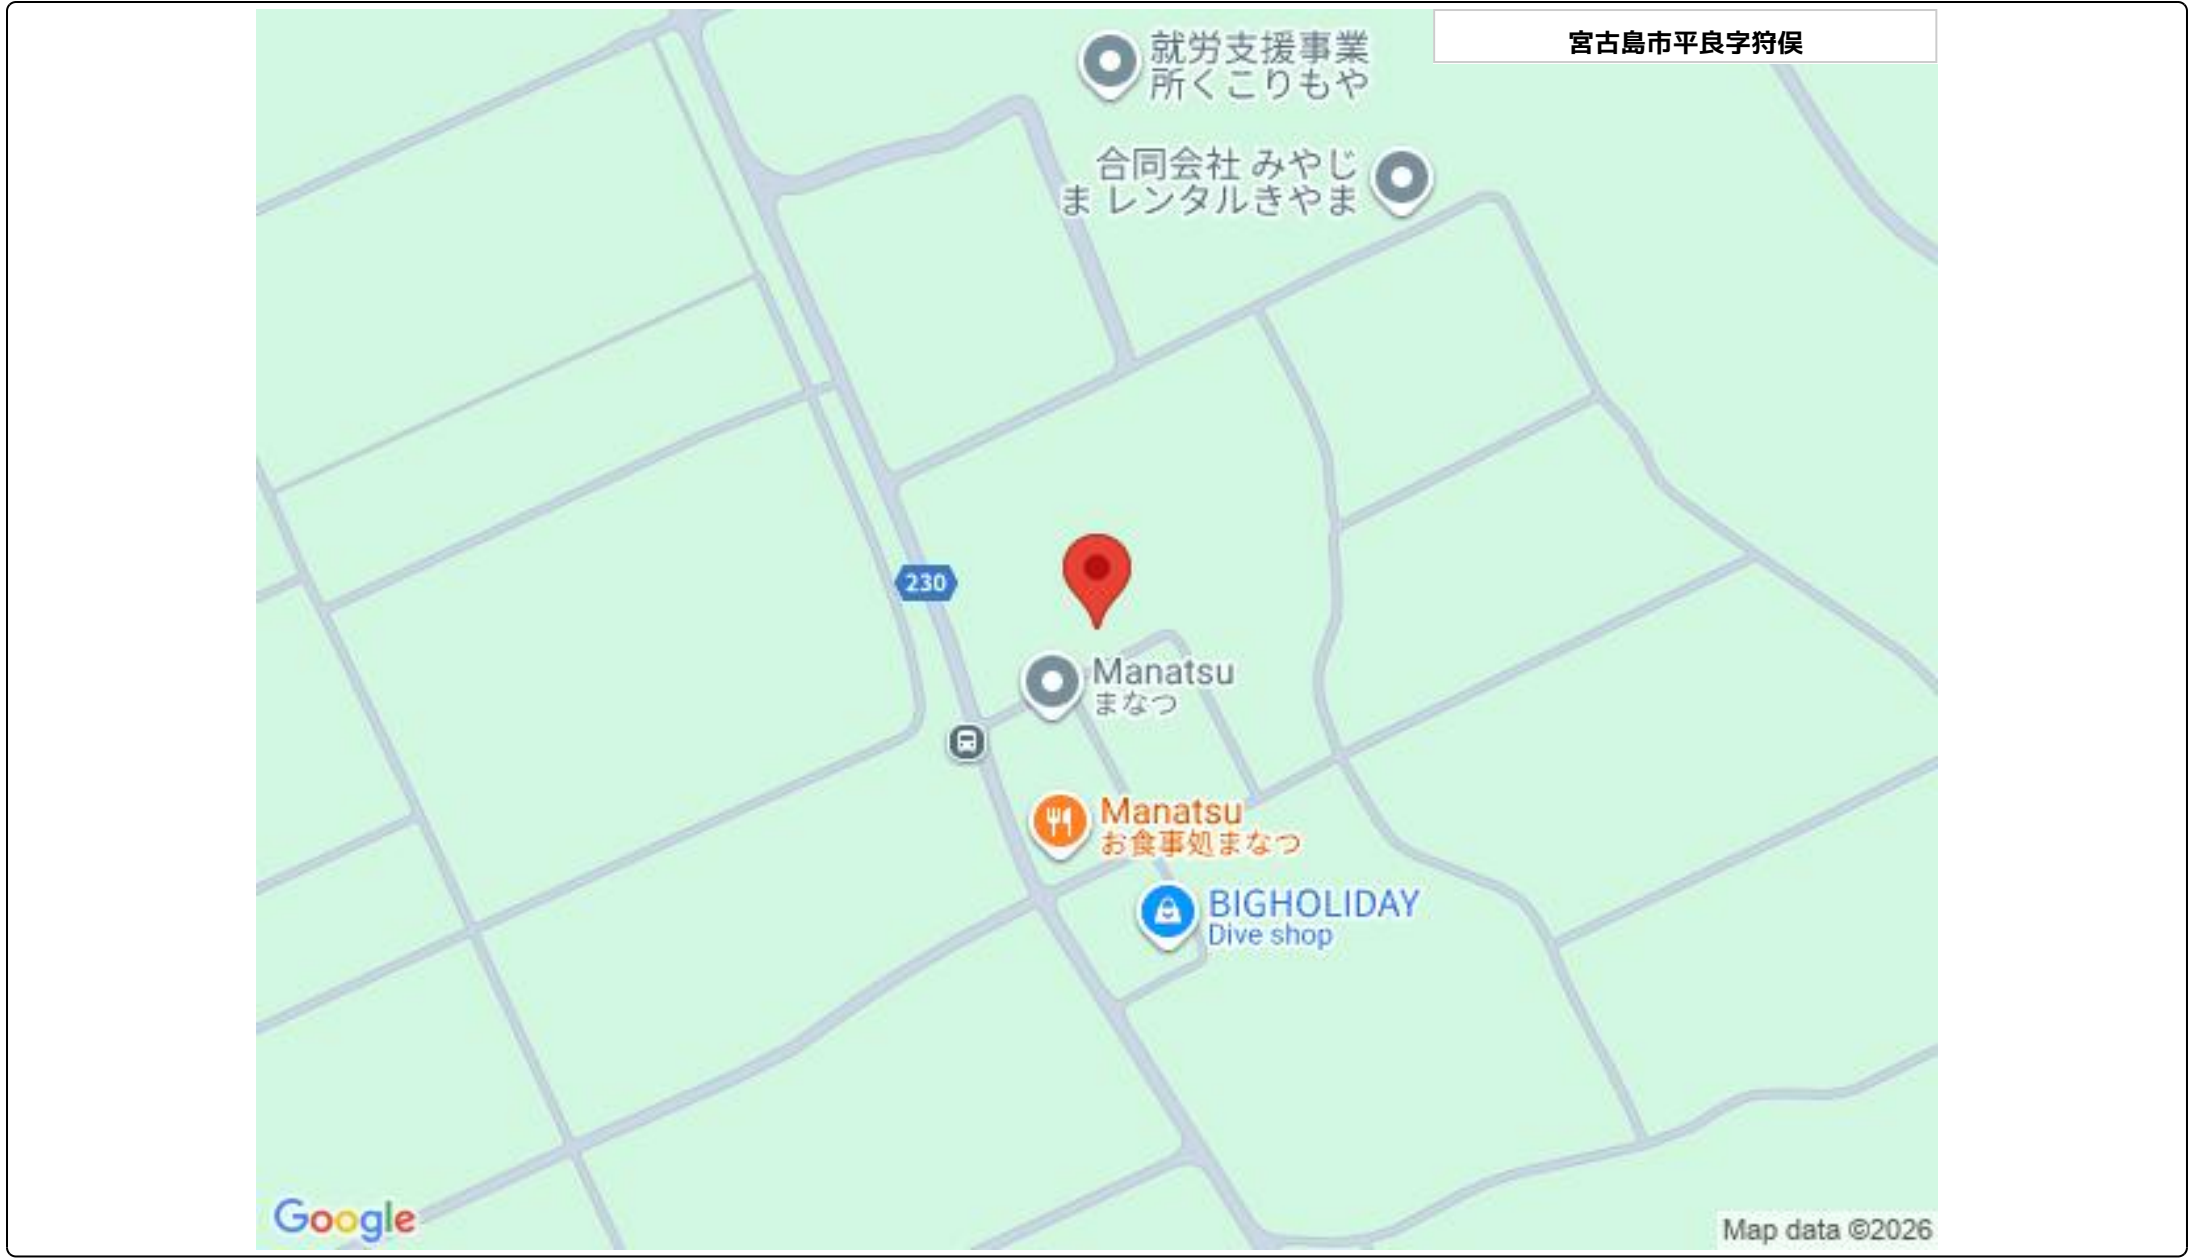 宮古島市平良字狩俣
就労支援事業
所くこりもや
合同会社 みやじ
ま レンタルきやま
230
Manatsu
まなつ
Manatsu
お食事処まなつ
BIGHOLIDAY
Dive shop
Google
Map data ©2026